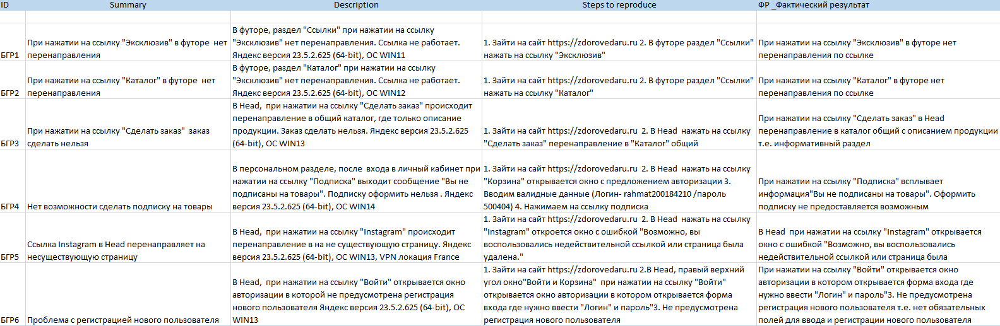 ID Summary Description Steps to reproduce ФР _Фактический результат
В футоре, раздел "Ссылки" при нажатии на ссылку
При нажатии на ссылку "Эксклюзив" в футоре  нет "Эксклюзив" нет перенаправления. Ссылка не работает. 1. Зайти на сайт https://zdorovedaru.ru 2. В футоре раздел "Ссылки" При нажатии на ссылку "Эксклюзив" в футоре нет
БГР1 перенаправления Яндекс версия 23.5.2.625 (64-bit), ОС WIN11 нажать на ссылку "Эксклюзив" перенаправления по ссылке
В футоре, раздел "Каталог" при нажатии на ссылку
При нажатии на ссылку "Каталог" в футоре  нет "Эксклюзив" нет перенаправления. Ссылка не работает. 1. Зайти на сайт https://zdorovedaru.ru 2. В футоре раздел "Ссылки" При нажатии на ссылку "Каталог" в футоре нет
БГР2 перенаправления Яндекс версия 23.5.2.625 (64-bit), ОС WIN12 нажать на ссылку "Каталог" перенаправления по ссылке
В Head,  при нажатии на ссылку "Сделать заказ" происходит
перенаправление в общий каталог, где только описание При нажатии на ссылку "Сделать заказ" в Head
При нажатии на ссылку "Сделать заказ"  заказ продукции. Заказ сделать нельзя. Яндекс версия 23.5.2.625 1. Зайти на сайт https://zdorovedaru.ru  2. В Head  нажать на ссылку перенаправление в каталог общий с описанием продукции
БГР3 сделать нельзя (64-bit), ОС WIN13 "Сделать заказ" перенаправление в "Каталог" общий т.е. информативный раздел
В персональном разделе, после  входа в личный кабинет при 1. Зайти на сайт https://zdorovedaru.ru  2. В Head  нажать на ссылку
нажатии на ссылку "Подписка" выходит сообщение "Вы не "Корзина" открывается окно с предложением авторизации 3. При нажатии на ссылку "Подписка" всплывает
подписаны на товары". Подписку оформить нельзя . Яндекс Вводим валидные данные (Логин- rahmat200184210 /пароль информация"Вы не подписаны на товары". Оформить
БГР4 Нет возможности сделать подписку на товары версия 23.5.2.625 (64-bit), ОС WIN14 500404) 4. Нажимаем на ссылку подписка подписку не предоставляется возможным
1. Зайти на сайт https://zdorovedaru.ru  2. В Head  нажать на ссылку
В Head,  при нажатии на ссылку "Instagram" происходит "Instagram" откроется окно с ошибкой "Возможно, вы В Head  при нажатии на ссылку "Instagram" открывается
Ссылка Instagram в Head перенаправляет на перенаправление в на не существующую страницу. Яндекс воспользовались недействительной ссылкой или страница была окно с ошибкой "Возможно, вы воспользовались
БГР5 несуществующую страницу версия 23.5.2.625 (64-bit), ОС WIN13, VPN локация France удалена." недействительной ссылкой или страница была
1. Зайти на сайт https://zdorovedaru.ru 2.В Head, правый верхний При нажатии на ссылку "Войти" открывается окно
В Head,  при нажатии на ссылку "Войти" открывается окно угол окно"Войти и Корзина"  при нажатии на ссылку "Войти" авторизации в котором открывается форма входа где
авторизации в которой не предусмотрена регистрация открывается окно авторизации в котором открывается форма нужно ввести "Логин" и пароль"3. Не предусмотрена
нового пользователя Яндекс версия 23.5.2.625 (64-bit), ОС входа где нужно ввести "Логин" и пароль"3. Не предусмотрена регистрация нового пользователя т.е. нет обязательных
БГР6 Проблема с регистрацией нового пользователя WIN13 регистрация нового пользователя полей для ввода и регистрации нового пользователя